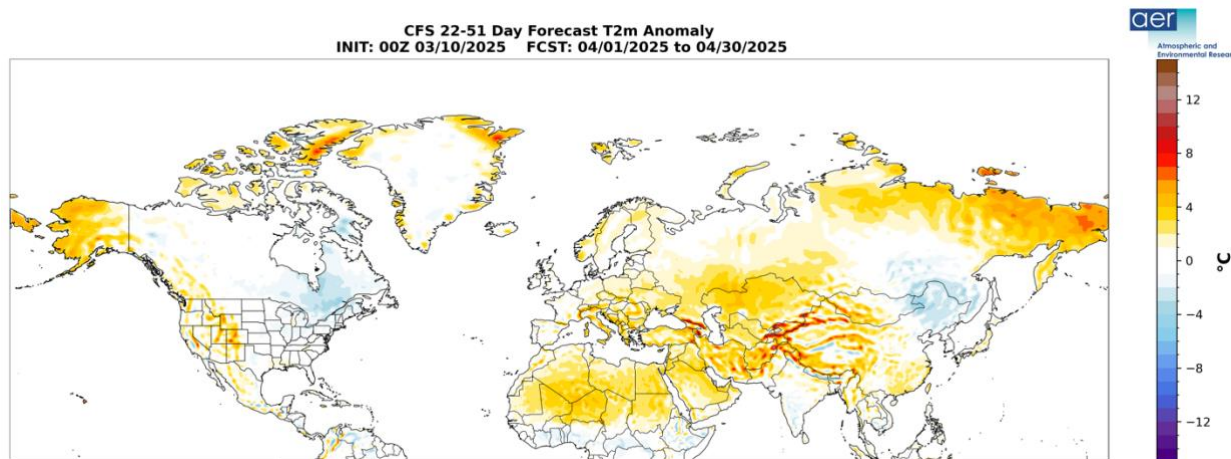 CFS 22-51 Day Forecast T2m Anomaly
INIT: 00Z 03/10/2025 FCST: 04/01/2025 to 04/30/2025
aer
Atmospheric and
Environmental Resear
12
8
4
0
−4
−8
−12
°C